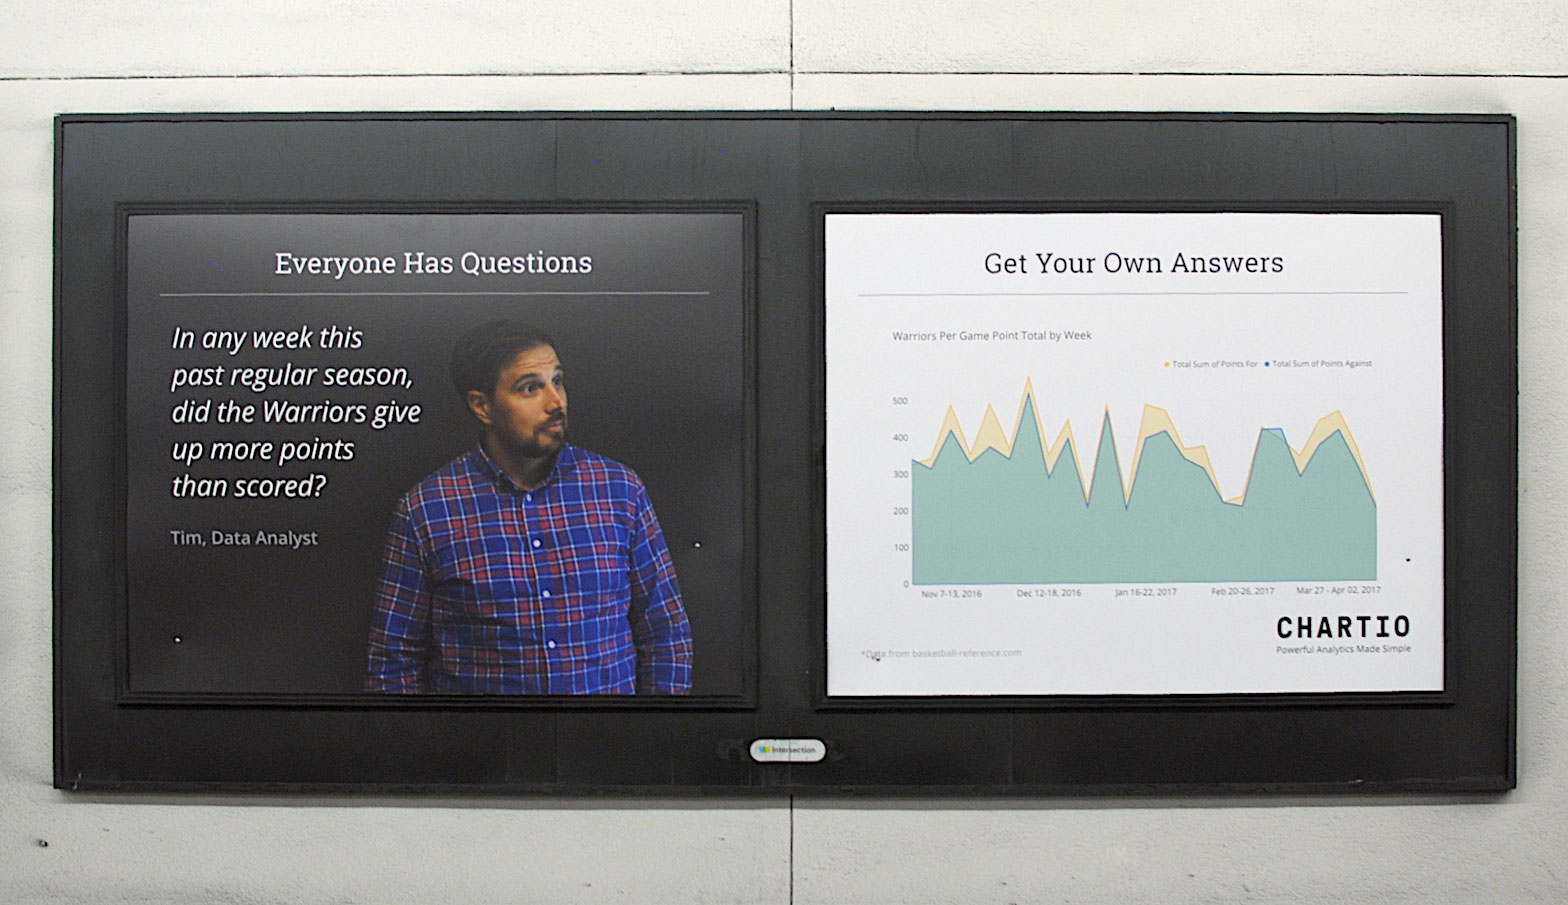 Everyone Has Questions
In any week this
past regular season,
did the Warriors give
up more points
than scored?
Tim, Data Analyst
Get Your Own Answers
Warriors Per Game Point Total by Week
Total Sum of Points For Total Sum of Points Against
500
400
300
200
100
0
Nov 7-13, 2016 Dec 12-18, 2016 Jan 16-22, 2017 Feb 20-26, 2017 Mar 27 - Apr 02, 2017
CHARTIO
Powerful Analytics Made Simple
*Data from basketball-reference.com
Intersection